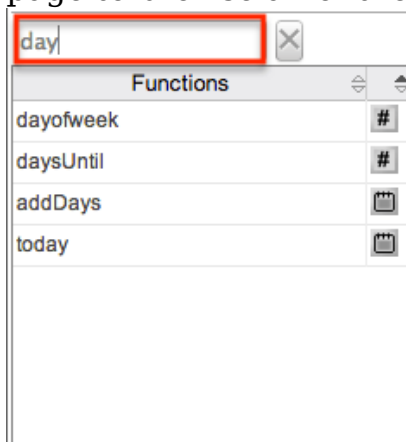 day
Functions
dayofweek #
daysUntil #
addDays
today